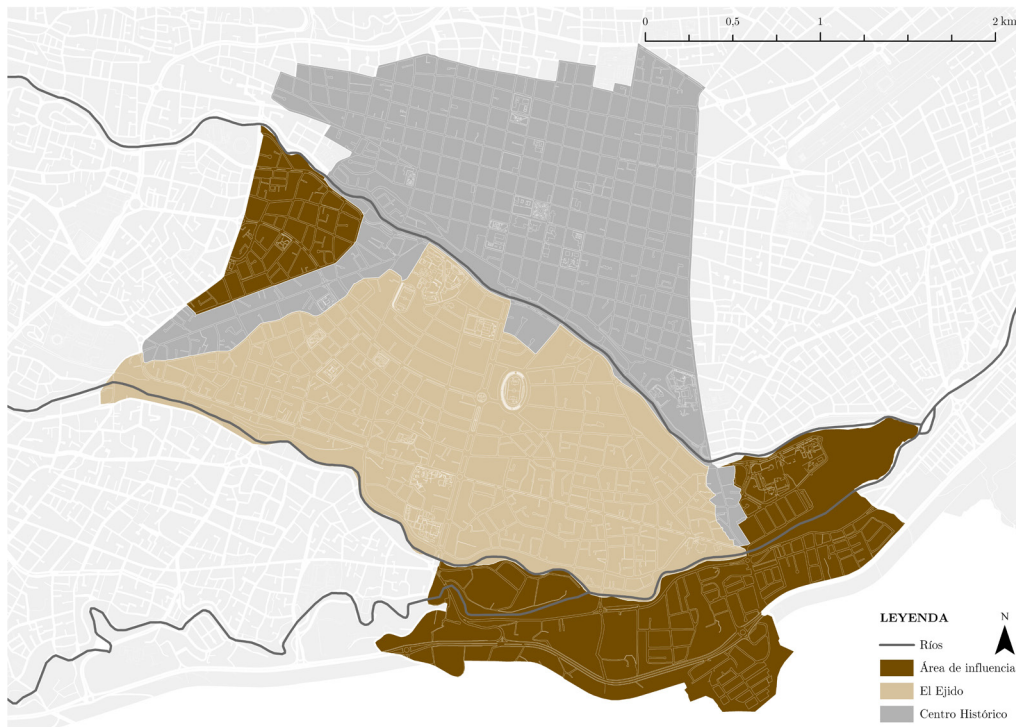 0 0,5 1 2 km
LEYENDA
N
Ríos
Área de influencia
El Ejido
Centro Histórico